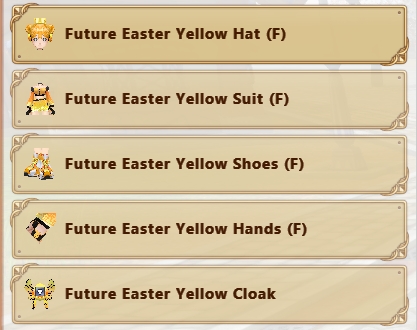 Future Easter Yellow Hat (F)
Future Easter Yellow Suit (F)
Future Easter Yellow Shoes (F)
Future Easter Yellow Hands (F)
Future Easter Yellow Cloak